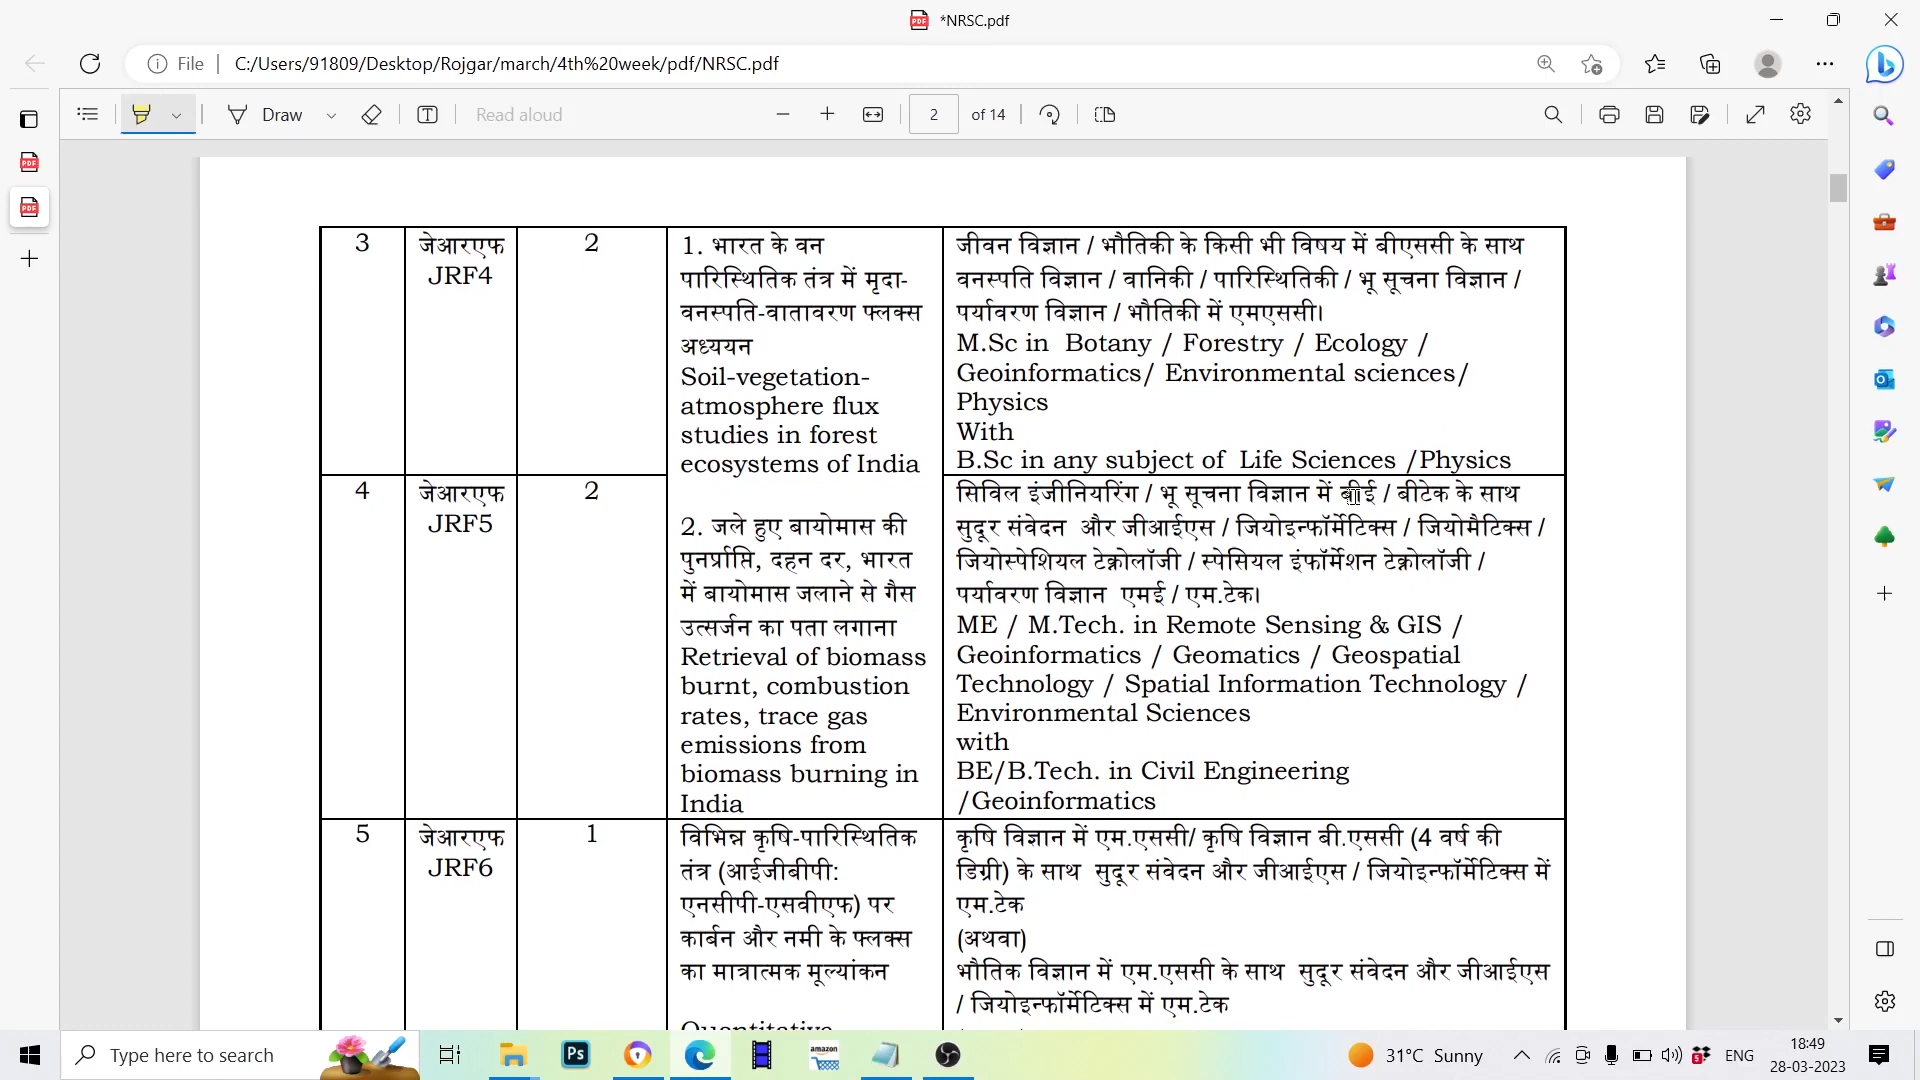 *NRSC.pdf
File
C:/Users/91809/Desktop/Rojgar/march/4th%20week/pdf/NRSC.pdf
Draw
Read aloud
2
of 14
3
जेआरएफ
JRF4
2
1. भारत के वन
पारिस्थितिक तंत्र में मृदा-
वनस्पति-वातावरण फ्लक्स
अध्ययन
Soil-vegetation-
atmosphere flux
studies in forest
ecosystems of India
जीवन विज्ञान / भौतिकी के किसी भी विषय में बीएससी के साथ
वनस्पति विज्ञान / वानिकी / पारिस्थितिकी / भू सूचना विज्ञान /
पर्यावरण विज्ञान / भौतिकी में एमएससी।
M.Sc in Botany / Forestry / Ecology /
Geoinformatics/ Environmental sciences/
Physics
With
B.Sc in any subject of Life Sciences /Physics
4
जेआरएफ
JRF5
2
2. जले हुए बायोमास की
पुनर्प्राप्ति, दहन दर, भारत
में बायोमास जलाने से गैस
उत्सर्जन का पता लगाना
Retrieval of biomass
burnt, combustion
rates, trace gas
emissions from
biomass burning in
India
सिविल इंजीनियरिंग / भू सूचना विज्ञान में बीई / बीटेक के साथ
सुदूर संवेदन और जीआईएस / जियोइन्फॉर्मेटिक्स / जियोमैटिक्स /
जियोस्पेशियल टेक्नोलॉजी / स्पेसियल इंफॉर्मेशन टेक्नोलॉजी /
पर्यावरण विज्ञान एमई / एम.टेक।
ME / M.Tech. in Remote Sensing & GIS /
Geoinformatics / Geomatics / Geospatial
Technology / Spatial Information Technology /
Environmental Sciences
with
BE/B.Tech. in Civil Engineering
/Geoinformatics
5
जेआरएफ
JRF6
1
विभिन्न कृषि-पारिस्थितिक
तंत्र (आईजीबीपी:
एनसीपी-एसवीएफ) पर
कार्बन और नमी के फ्लक्स
का मात्रात्मक मूल्यांकन
Quantitative
कृषि विज्ञान में एम.एससी/ कृषि विज्ञान बी.एससी (4 वर्ष की
डिग्री) के साथ सुदूर संवेदन और जीआईएस / जियोइन्फॉर्मेटिक्स में
एम.टेक
(अथवा)
भौतिक विज्ञान में एम.एससी के साथ सुदूर संवेदन और जीआईएस
/ जियोइन्फॉर्मेटिक्स में एम.टेक
Type here to search
Ps
amazon
31°C Sunny
ENG
18:49
28-03-2023